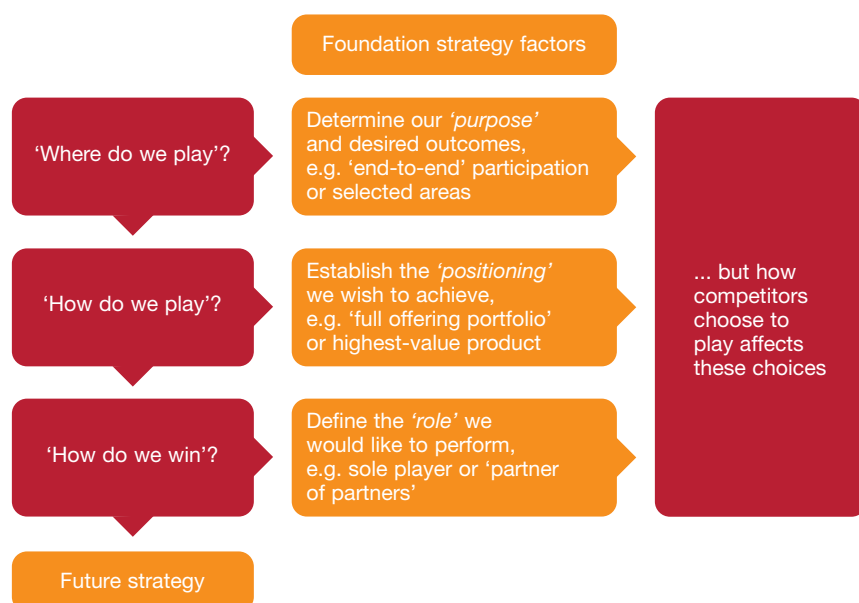 Foundation strategy factors
‘Where do we play’?
Determine our ‘purpose’
and desired outcomes,
e.g. ‘end-to-end’ participation
or selected areas
‘How do we play’?
Establish the ‘positioning’
we wish to achieve,
e.g. ‘full offering portfolio’
or highest-value product
‘How do we win’?
Define the ‘role’ we
would like to perform,
e.g. sole player or ‘partner
of partners’
... but how
competitors
choose to
play affects
these choices
Future strategy